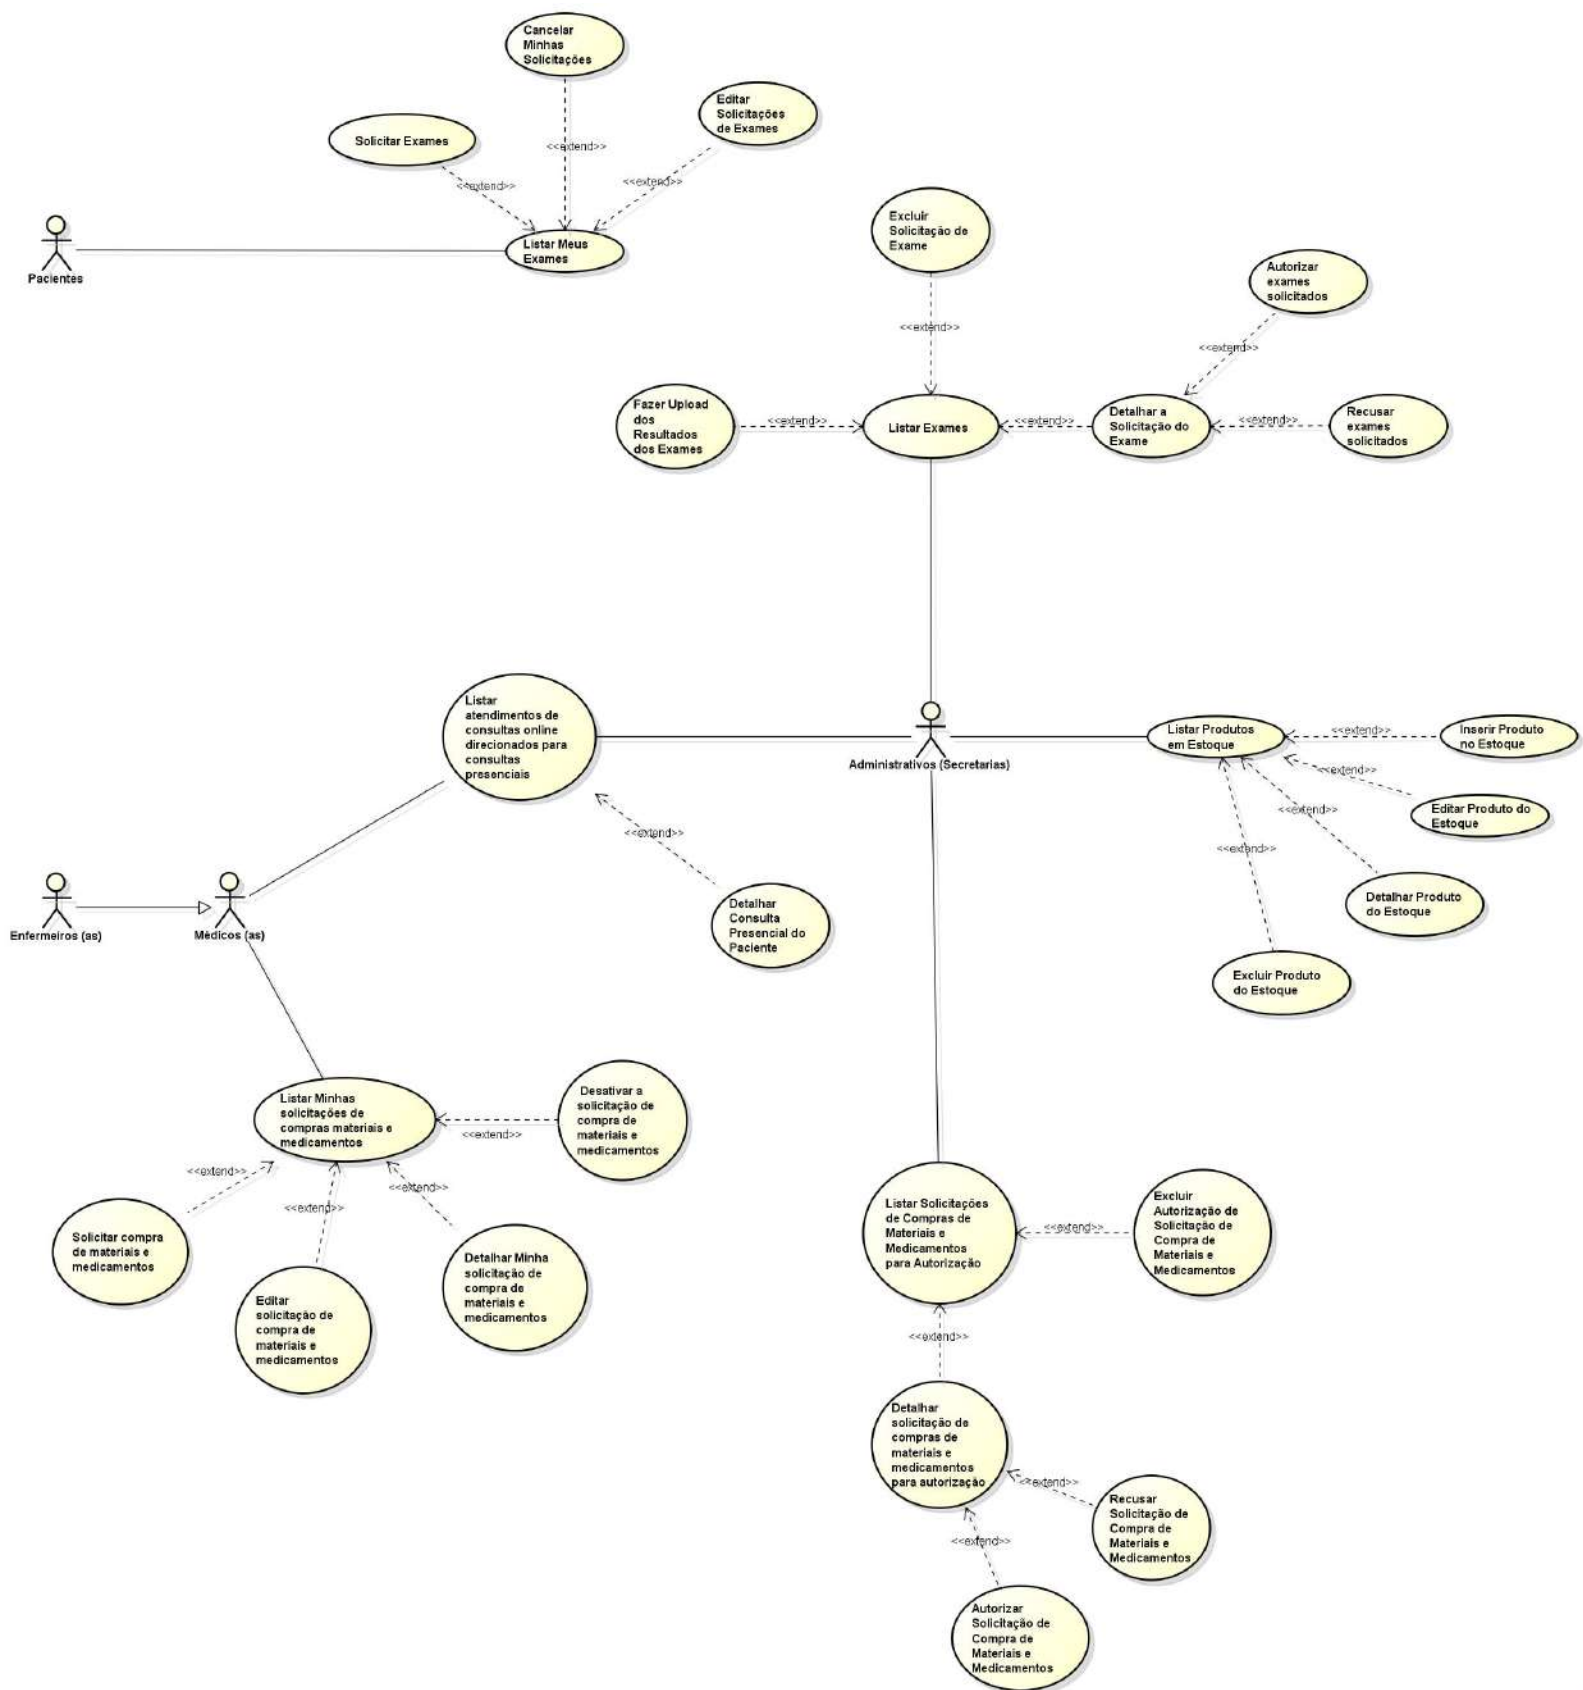 Cancelar
Minhas
Solicitações
Editar
Solicitações
de Exames
Solicitar Exames
<<extend>>
<<extend>>
<<extend>>
Listar Meus
Exames
Pacientes
Excluir
Solicitação de
Exame
Autorizar
exames
solicitados
<<extend>>
<<extend>>
Fazer Upload
dos
Resultados
dos Exames
<<extend>>
Listar Exames
<<extend>>
Detalhar a
Solicitação do
Exame
<<extend>>
Recusar
exames
solicitados
Listar
atendimentos de
consultas online
direcionados para
consultas
presenciais
Administrativos (Secretarias)
Listar Produtos
em Estoque
<<extend>>
Inserir Produto
no Estoque
<<extend>>
Editar Produto do
Estoque
<<extend>>
<<extend>>
<<extend>>
Detalhar Produto
do Estoque
Detalhar
Consulta
Presencial do
Paciente
Enfermeiros (as)
Médicos (as)
Excluir Produto
do Estoque
Listar Minhas
solicitações de
compras materiais e
medicamentos
<<extend>>
Desativar a
solicitação de
compra de
materiais e
medicamentos
<<extend>>
<<extend>>
<<extend>>
Solicitar compra
de materiais e
medicamentos
Editar
solicitação de
compra de
materiais e
medicamentos
Detalhar Minha
solicitação de
compra de
materiais e
medicamentos
Listar Solicitações
de Compras de
Materiais e
Medicamentos
para Autorização
<<extend>>
Excluir
Autorização de
Solicitação de
Compra de
Materiais e
Medicamentos
<<extend>>
Detalhar
solicitação de
compras de
materiais e
medicamentos
para autorização
<<extend>>
Recusar
Solicitação de
Compra de
Materiais e
Medicamentos
<<extend>>
Autorizar
Solicitação de
Compra de
Materiais e
Medicamentos